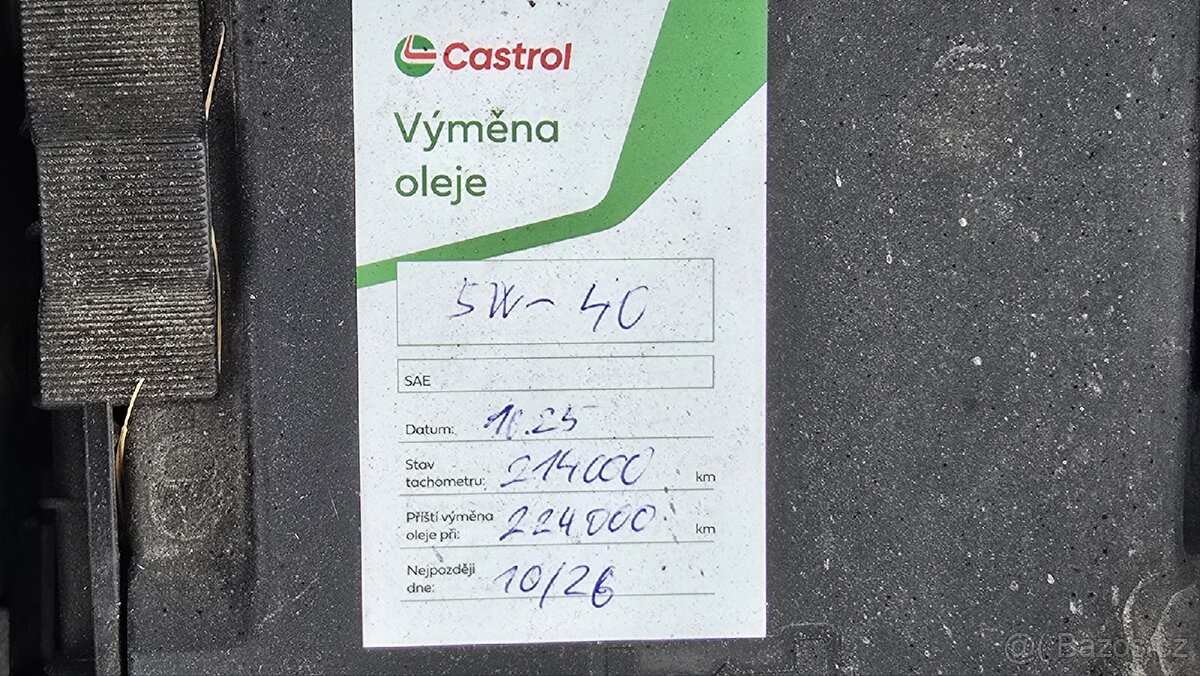 Castrol
Výměna
oleje
5W-40
SAE
Datum: 10.25
Stav
tachometru: 214000 km
Příští výměna
oleje při: 224000 km
Nejpozději
dne: 10/26
Bazos.cz